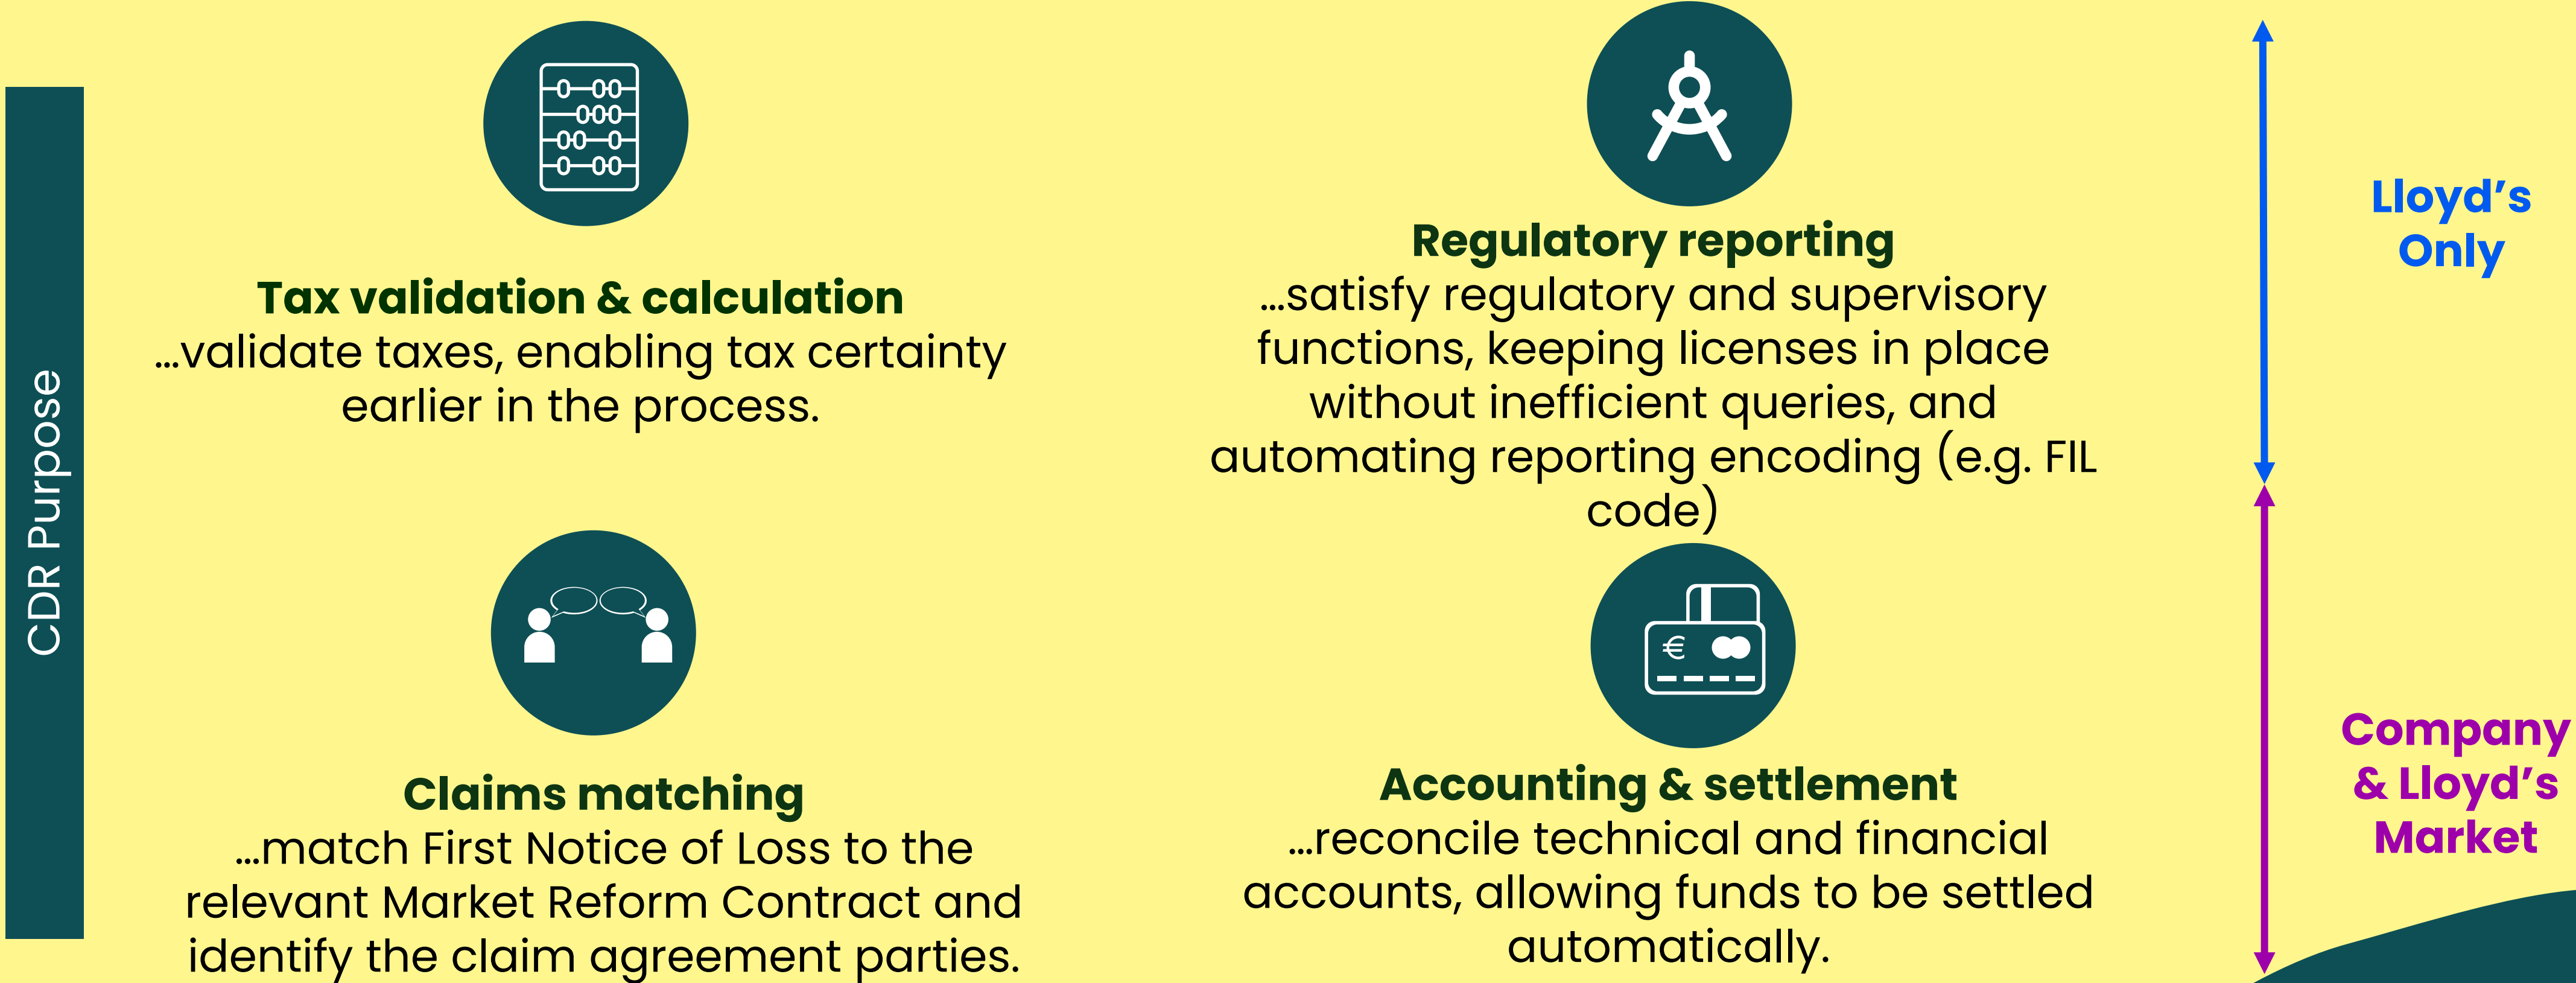 CDR Purpose
Tax validation & calculation
…validate taxes, enabling tax certainty
earlier in the process.
Regulatory reporting
…satisfy regulatory and supervisory
functions, keeping licenses in place
without inefficient queries, and
automating reporting encoding (e.g. FIL
code)
Lloyd’s
Only
Claims matching
…match First Notice of Loss to the
relevant Market Reform Contract and
identify the claim agreement parties.
€
Accounting & settlement
…reconcile technical and financial
accounts, allowing funds to be settled
automatically.
Company
& Lloyd’s
Market